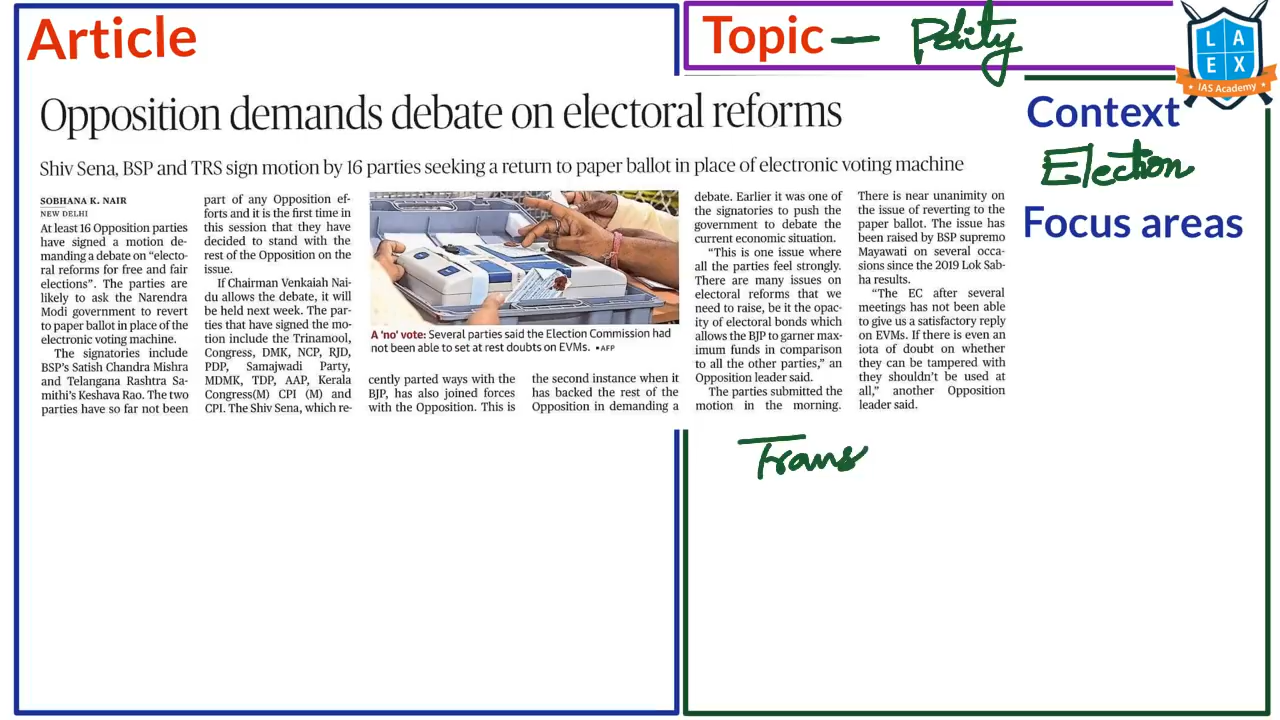 Article
Topic — Polity
L A
E X
IAS Academy
Opposition demands debate on electoral reforms
Context
Election
Focus areas
Shiv Sena, BSP and TRS sign motion by 16 parties seeking a return to paper ballot in place of electronic voting machine
SOBHANA K. NAIR
NEW DELHI
At least 16 Opposition parties
have signed a motion de-
manding a debate on “electo-
ral reforms for free and fair
elections”. The parties are
likely to ask the Narendra
Modi government to revert
to paper ballot in place of the
electronic voting machine.
The signatories include
BSP’s Satish Chandra Mishra
and Telangana Rashtra Sa-
mithi’s Keshava Rao. The two
parties have so far not been
part of any Opposition ef-
forts and it is the first time in
this session that they have
decided to stand with the
rest of the Opposition on the
issue.
If Chairman Venkaiah Nai-
du allows the debate, it will
be held next week. The par-
ties that have signed the mo-
tion include the Trinamool,
Congress, DMK, NCP, RJD,
PDP, Samajwadi Party,
MDMK, TDP, AAP, Kerala
Congress(M) CPI (M) and
CPI. The Shiv Sena, which re-
A ‘no’ vote: Several parties said the Election Commission had
not been able to set at rest doubts on EVMs. ▪AFP
cently parted ways with the
BJP, has also joined forces
with the Opposition. This is
the second instance when it
has backed the rest of the
Opposition in demanding a
debate. Earlier it was one of
the signatories to push the
government to debate the
current economic situation.
“This is one issue where
all the parties feel strongly.
There are many issues on
electoral reforms that we
need to raise, be it the opac-
ity of electoral bonds which
allows the BJP to garner max-
imum funds in comparison
to all the other parties,” an
Opposition leader said.
The parties submitted the
motion in the morning.
There is near unanimity on
the issue of reverting to the
paper ballot. The issue has
been raised by BSP supremo
Mayawati on several occa-
sions since the 2019 Lok Sab-
ha results.
“The EC after several
meetings has not been able
to give us a satisfactory reply
on EVMs. If there is even an
iota of doubt on whether
they can be tampered with
they shouldn’t be used at
all,” another Opposition
leader said.
Trans